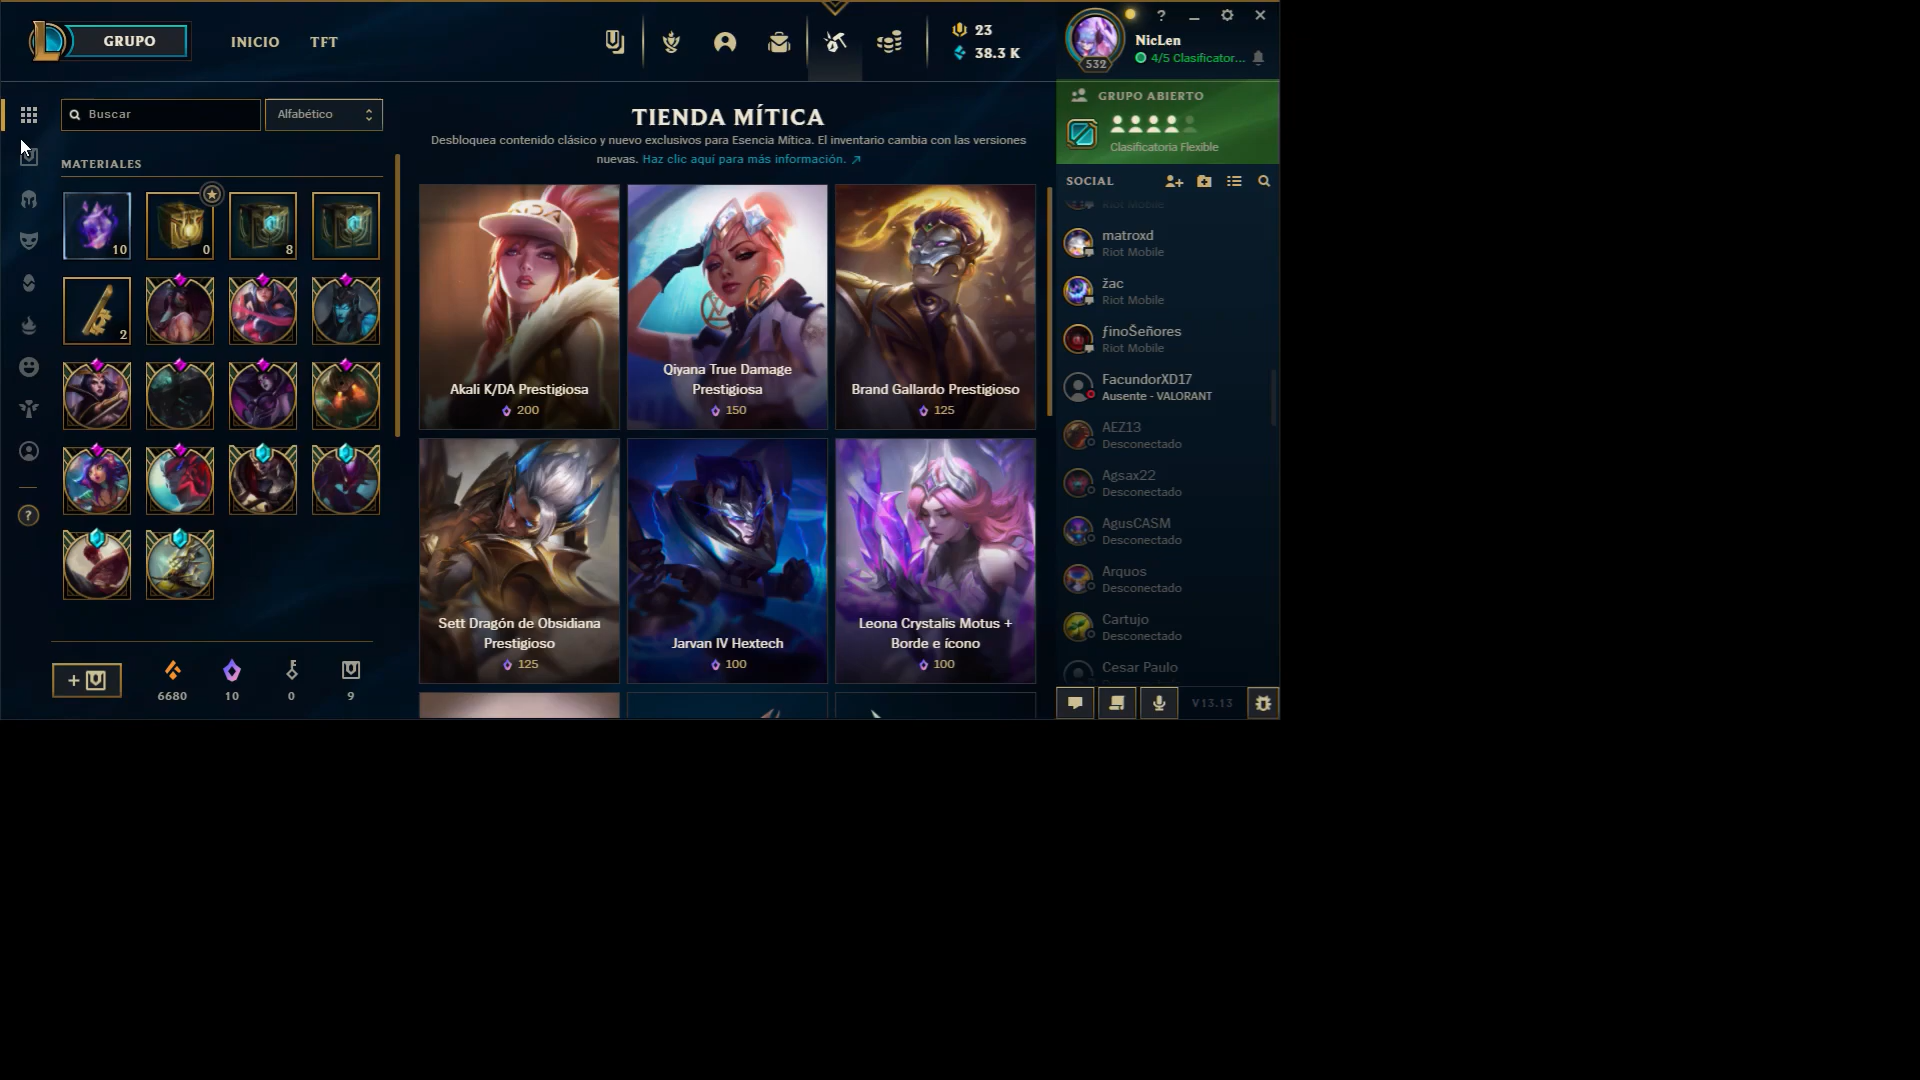 GRUPO
INICIO
TFT
23
38.3 K
532
NicLen
4/5 Clasificator...
?
GRUPO ABIERTO
Clasificatoria Flexible
Buscar
Alfabético
MATERIALES
10
0
8
2
?
6680
10
0
9
TIENDA MÍTICA
Desbloquea contenido clásico y nuevo exclusivos para Esencia Mítica. El inventario cambia con las versiones
nuevas. Haz clic aquí para más información.
Akali K/DA Prestigiosa
200
Qiyana True Damage
Prestigiosa
150
Brand Gallardo Prestigioso
125
Sett Dragón de Obsidiana
Prestigioso
125
Jarvan IV Hextech
100
Leona Crystalis Motus +
Borde e ícono
100
SOCIAL
Riot Mobile
matroxd
Riot Mobile
žac
Riot Mobile
ƒinoŠeñores
Riot Mobile
FacundorXD17
Ausente - VALORANT
AEZ13
Desconectado
Agsax22
Desconectado
AgusCASM
Desconectado
Arquos
Desconectado
Cartujo
Desconectado
Cesar Paulo
V13.13